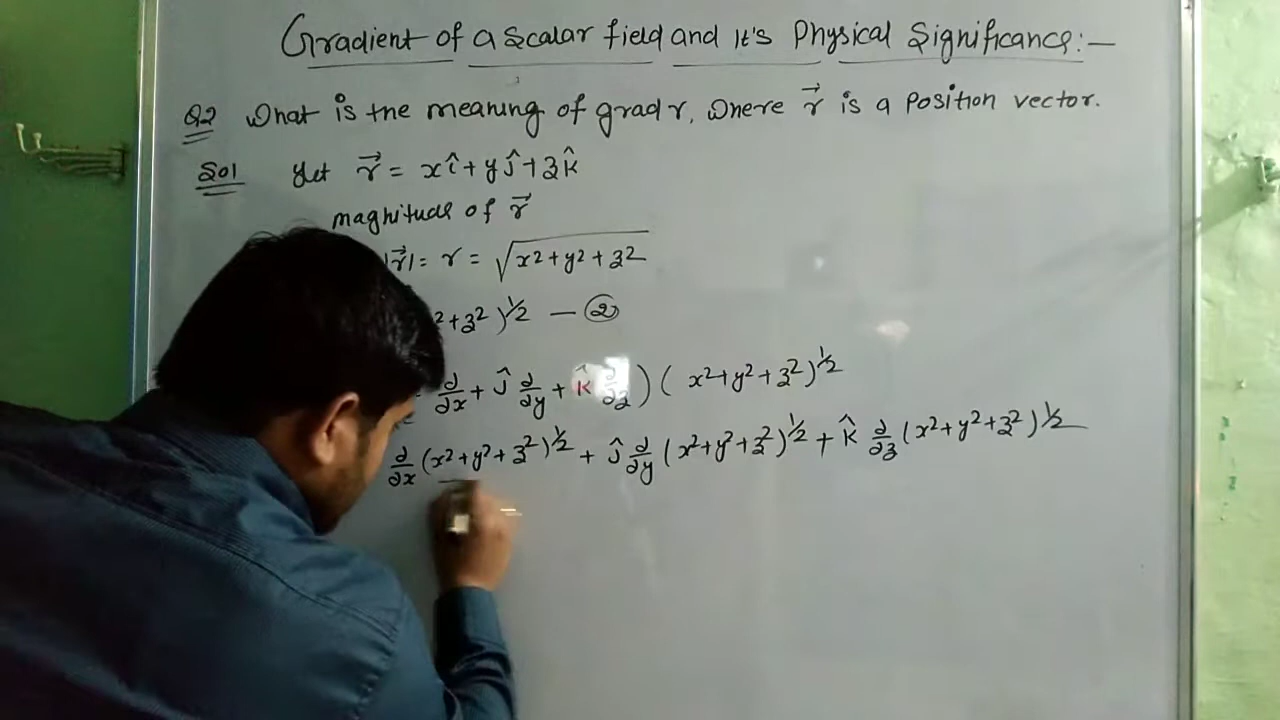 Gradient of a Scalar field and It's Physical Significance:-
Q2 What is the meaning of grad r, where r⃗ is a Position vector.
Sol Let r⃗ = xî + yĵ + zk̂
magnitude of r⃗
|r⃗| = r = √(x² + y² + z²)
² + z²)^1/2 — ②
∂/∂x + ĵ ∂/∂y + k̂ ∂/∂z) (x² + y² + z²)^1/2
∂/∂x (x² + y² + z²)^1/2 + ĵ ∂/∂y (x² + y² + z²)^1/2 + k̂ ∂/∂z (x² + y² + z²)^1/2